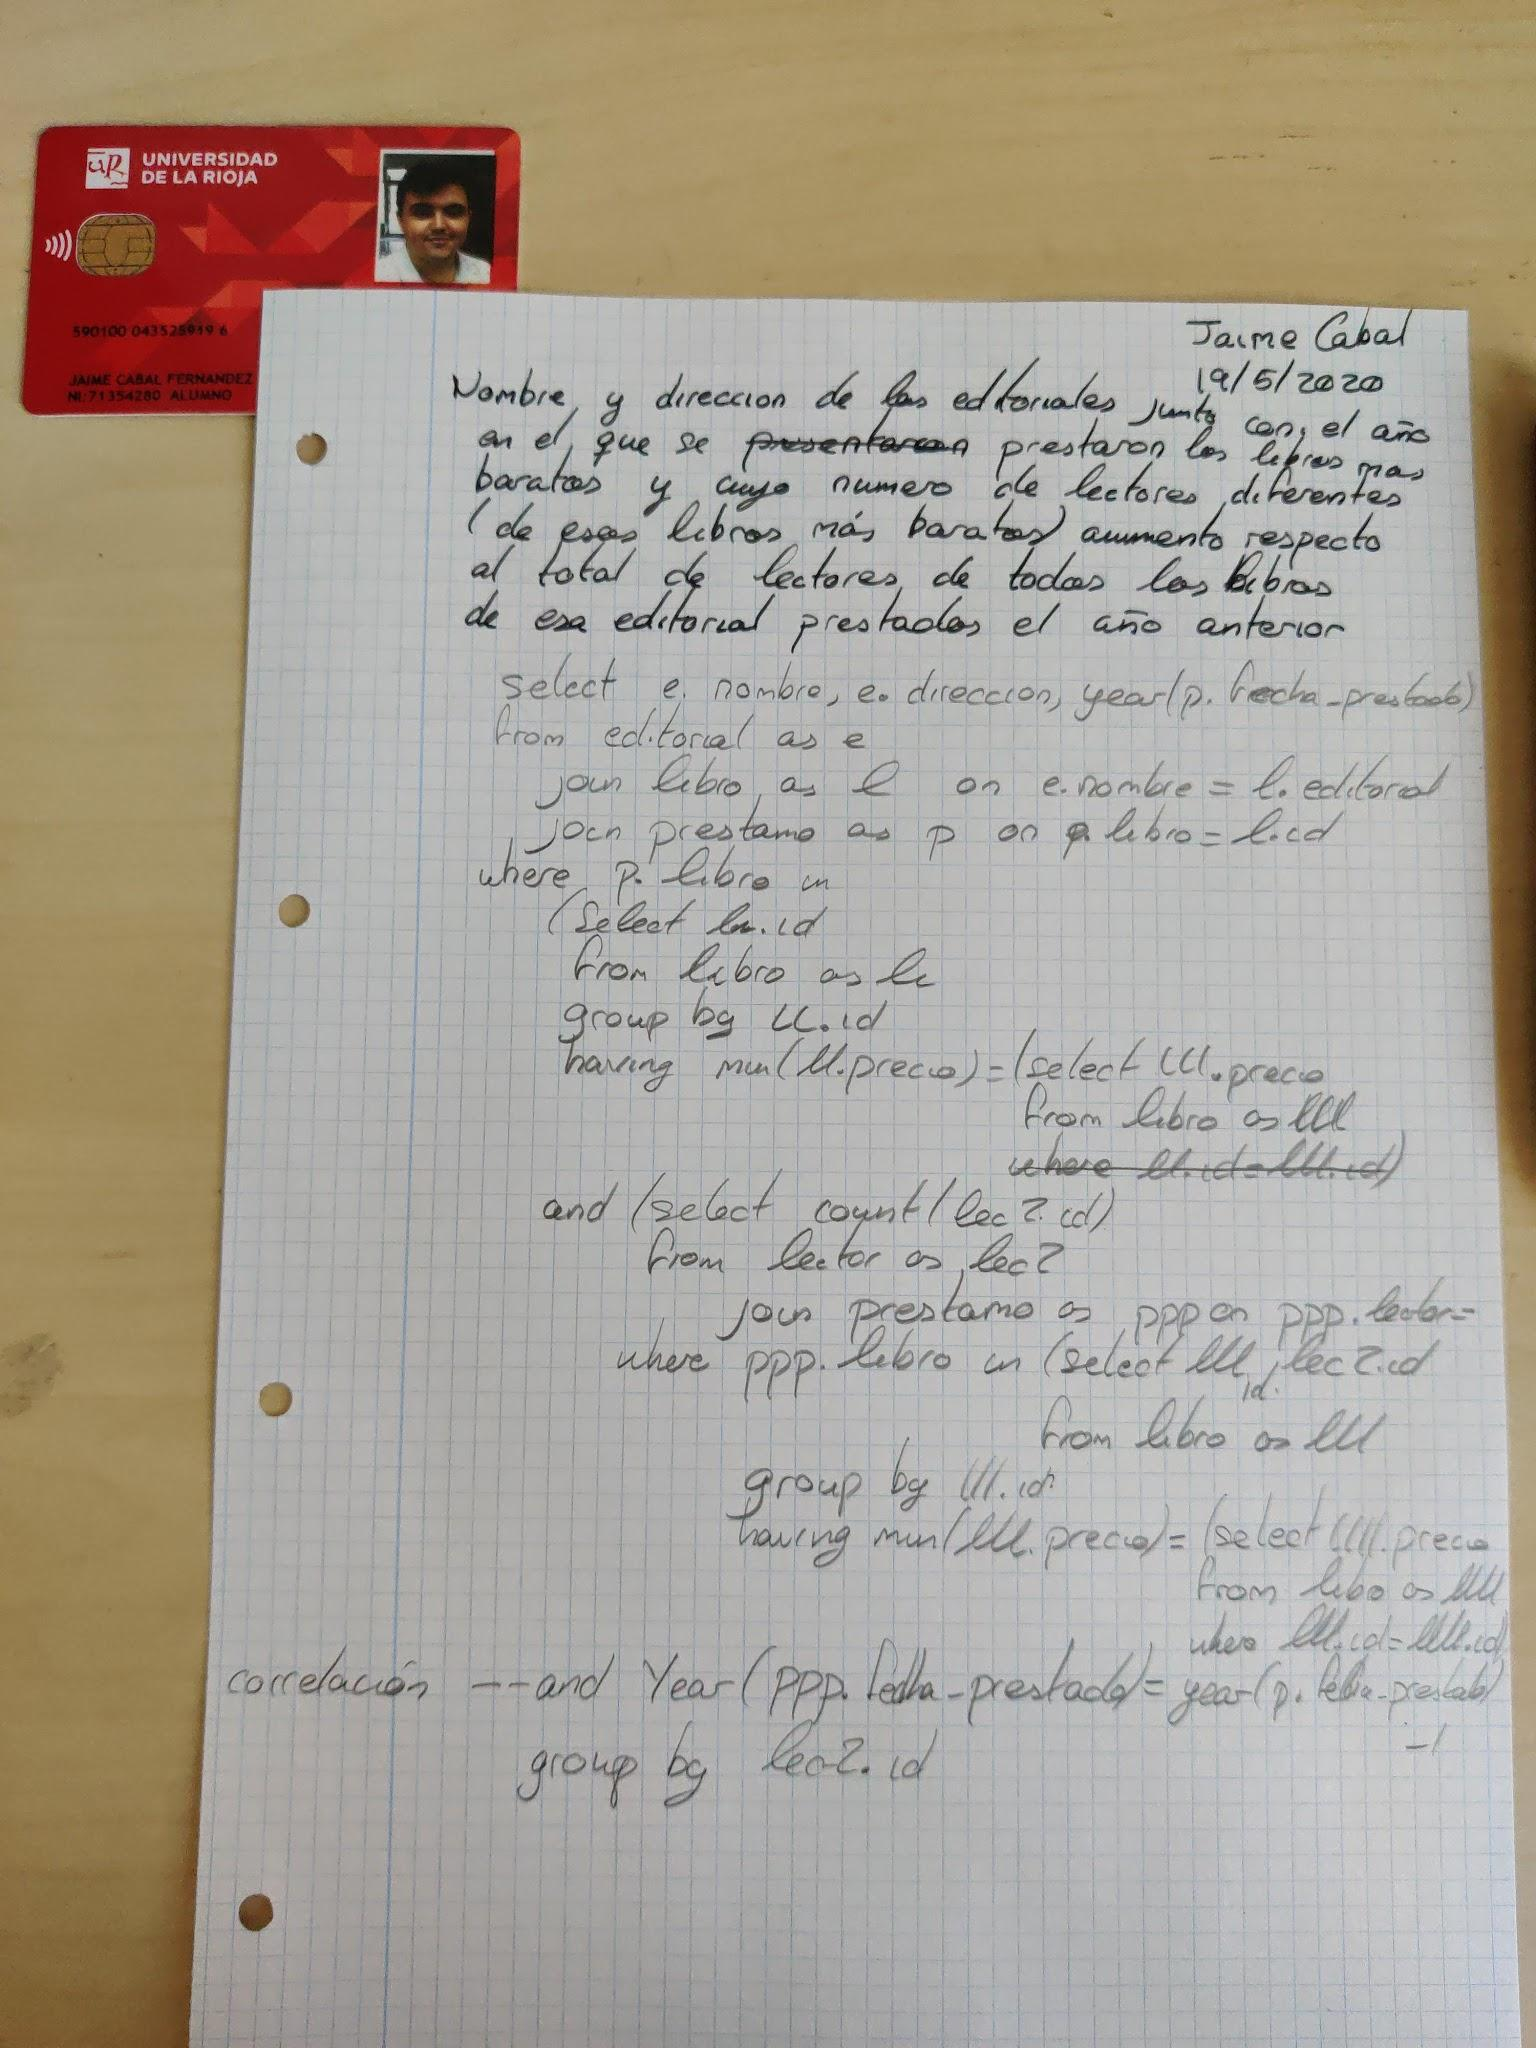 UNIVERSIDAD
DE LA RIOJA
590100 043525919 6
JAIME CABAL FERNANDEZ
NI:71354280 ALUMNO
Jaime Cabal
19/5/2020
Nombre y direccion de las editoriales junto con el año
en el que se presentaron prestaron los libros mas
baratos y cuyo numero de lectores diferentes
(de esos libros más baratos) aumento respecto
al total de lectores de todos los libros
de esa editorial prestados el año anterior
select e. nombre, e. direccion, year(p. fecha_prestado)
from editorial as e
join libro as l on e.nombre = l. editorial
join prestamo as p on p. libro = l.id
where p. libro in
(select ll.id
from libro as ll
group by ll.id
having min(ll.precio) = (select lll.precio
from libro as lll
where ll.id = lll.id)
and (select count(lec2.id)
from lector as lec2
join prestamo as ppp on ppp.lector=
lec2.id
where ppp. libro in (select lll.id
from libro as lll
group by lll.id
having min(lll.precio) = (select llll.precio
from libro as llll
where lll.id = llll.id)
correlación -- and Year(ppp. fecha_prestado) = year(p. fecha_prestado)
-1
group by lec2.id